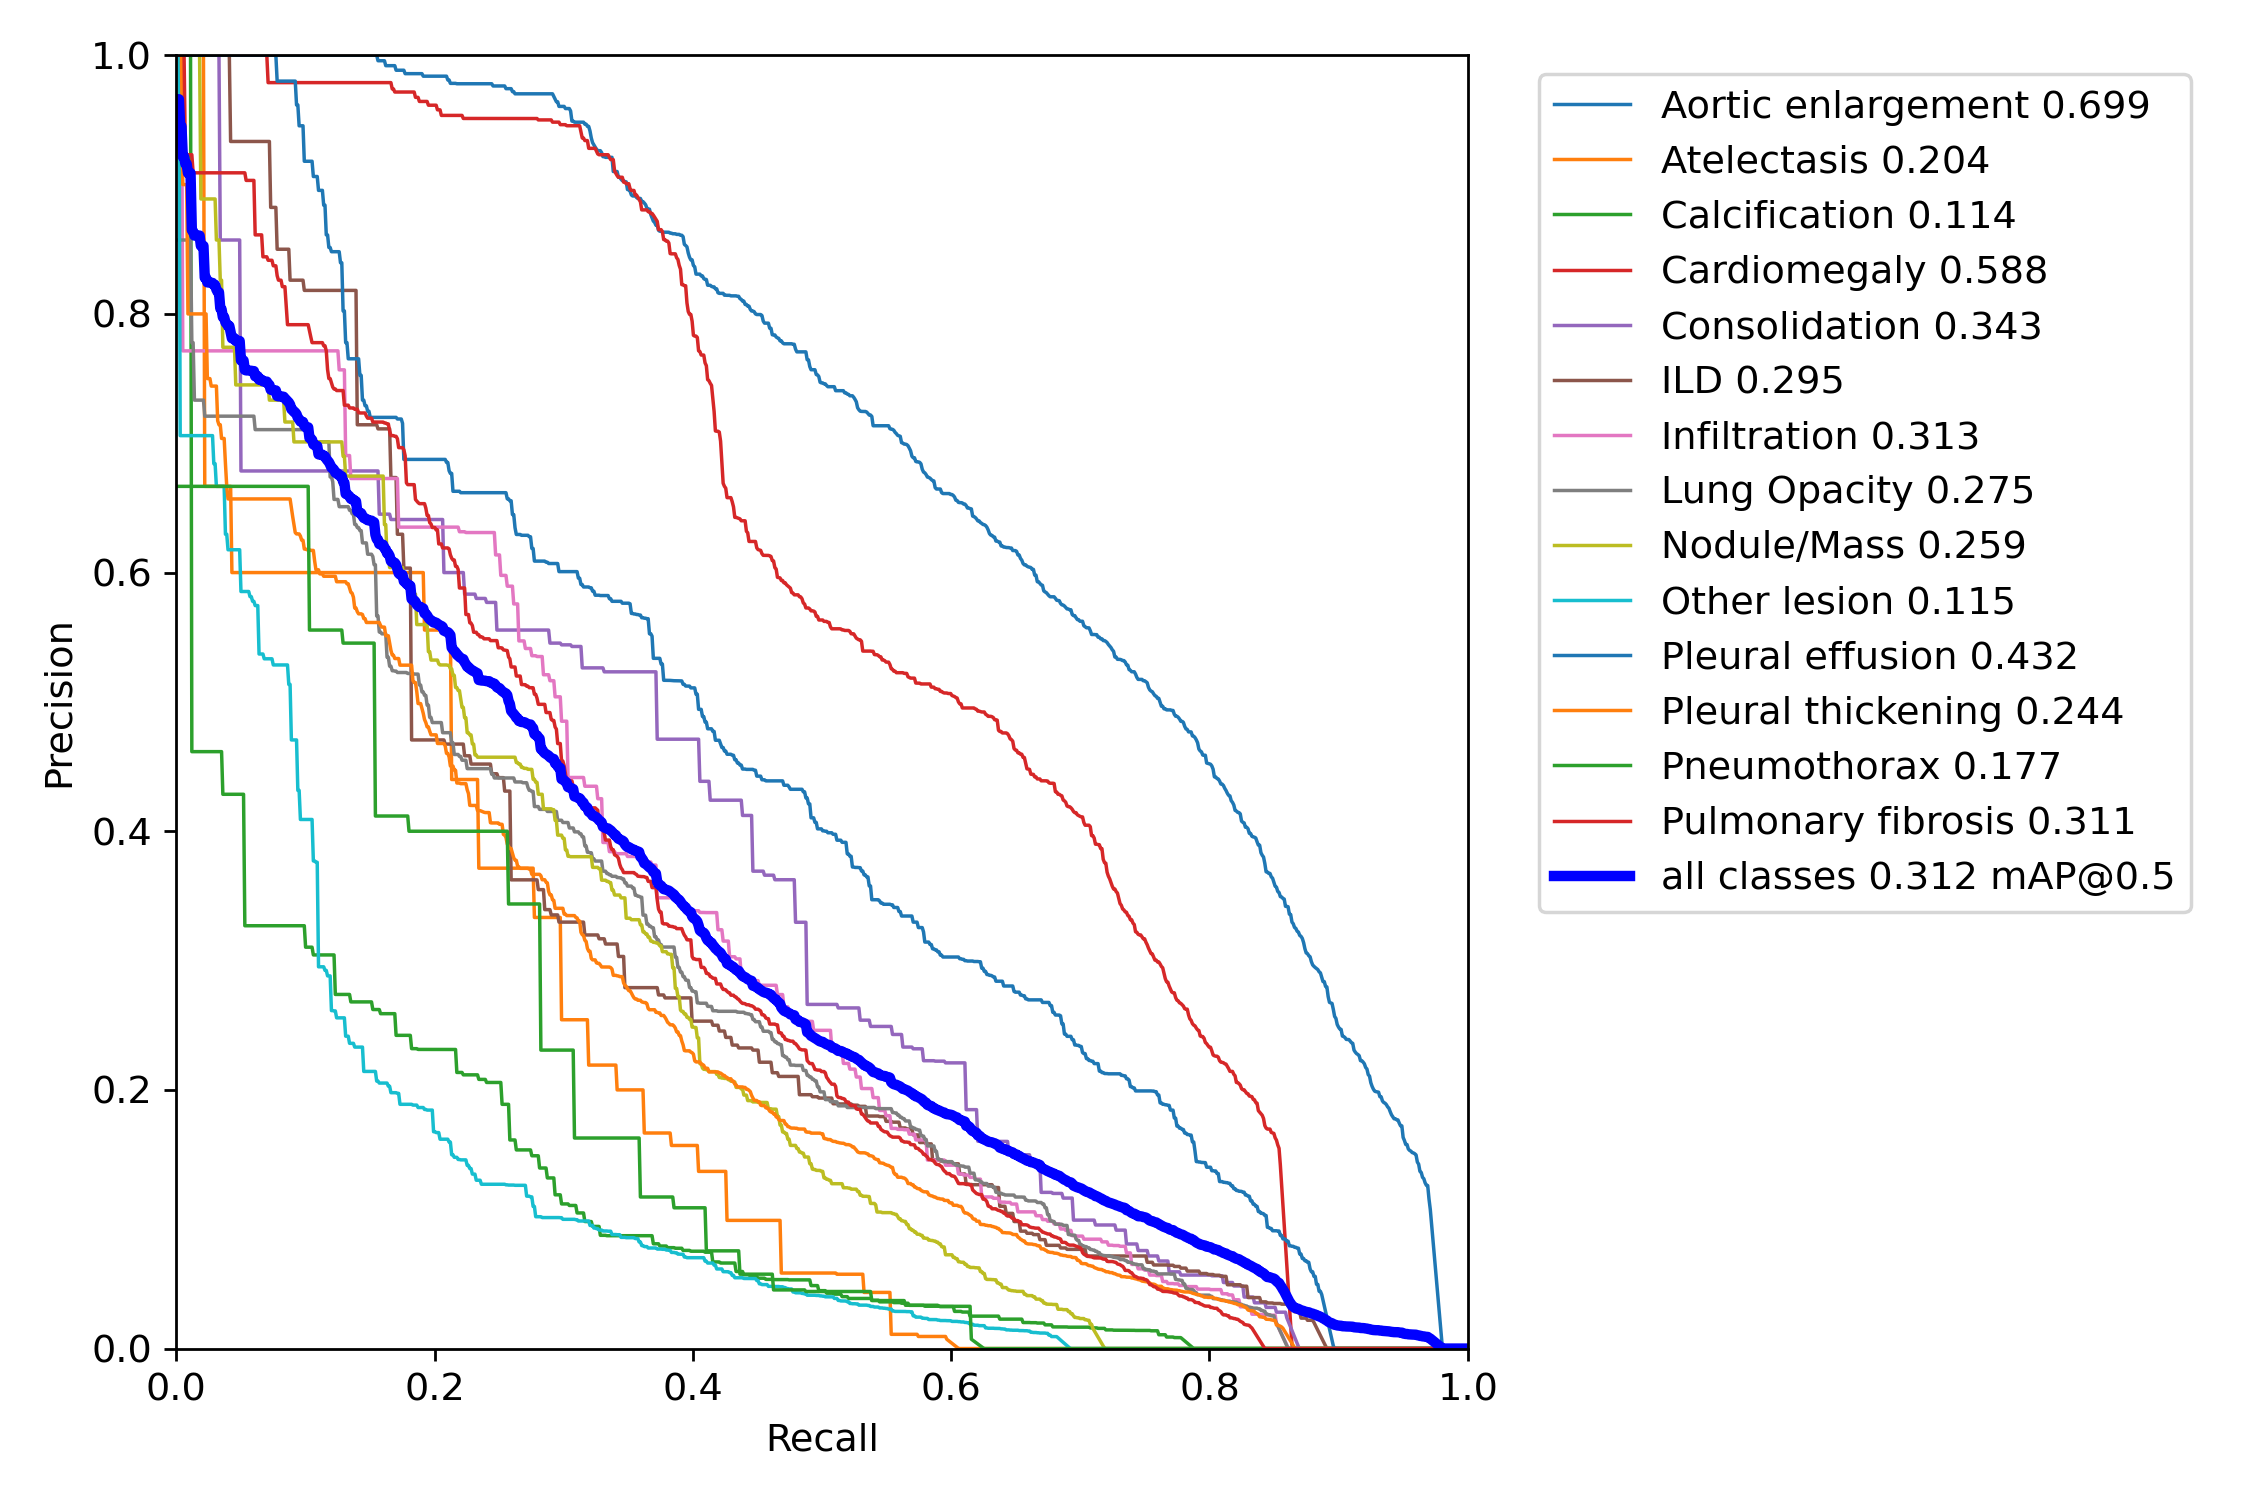 1.0
0.8
0.6
0.4
0.2
0.0
Precision
0.0 0.2 0.4 0.6 0.8 1.0
Recall
Aortic enlargement 0.699
Atelectasis 0.204
Calcification 0.114
Cardiomegaly 0.588
Consolidation 0.343
ILD 0.295
Infiltration 0.313
Lung Opacity 0.275
Nodule/Mass 0.259
Other lesion 0.115
Pleural effusion 0.432
Pleural thickening 0.244
Pneumothorax 0.177
Pulmonary fibrosis 0.311
all classes 0.312 mAP@0.5